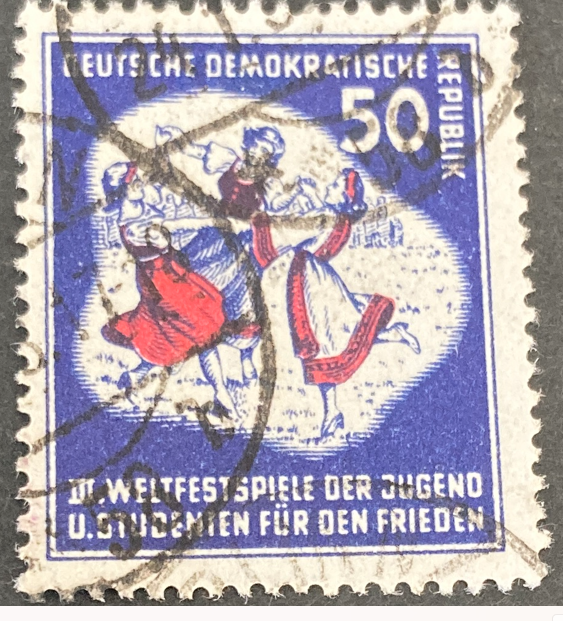 DEUTSCHE DEMOKRATISCHE
REPUBLIK
50
III. WELTFESTSPIELE DER JUGEND
U. STUDENTEN FÜR DEN FRIEDEN